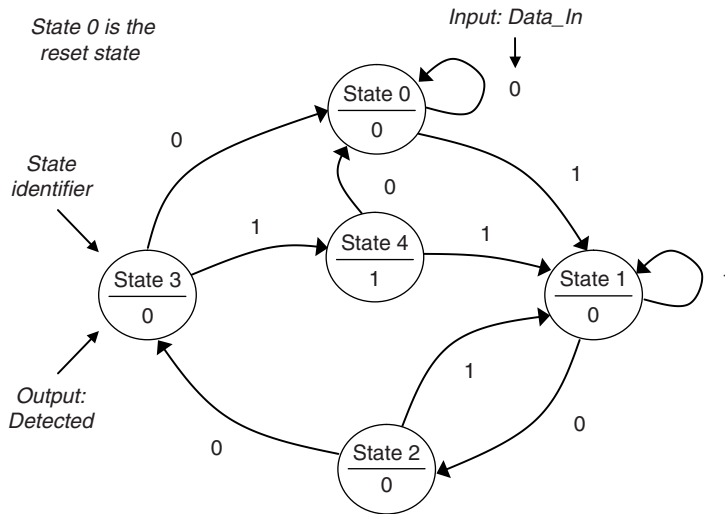 State 0 is the
reset state
Input: Data_In
0
State 0
0
0
1
State
identifier
0
1
State 4
1
1
State 3
0
State 1
0
Output:
Detected
1
0
0
State 2
0